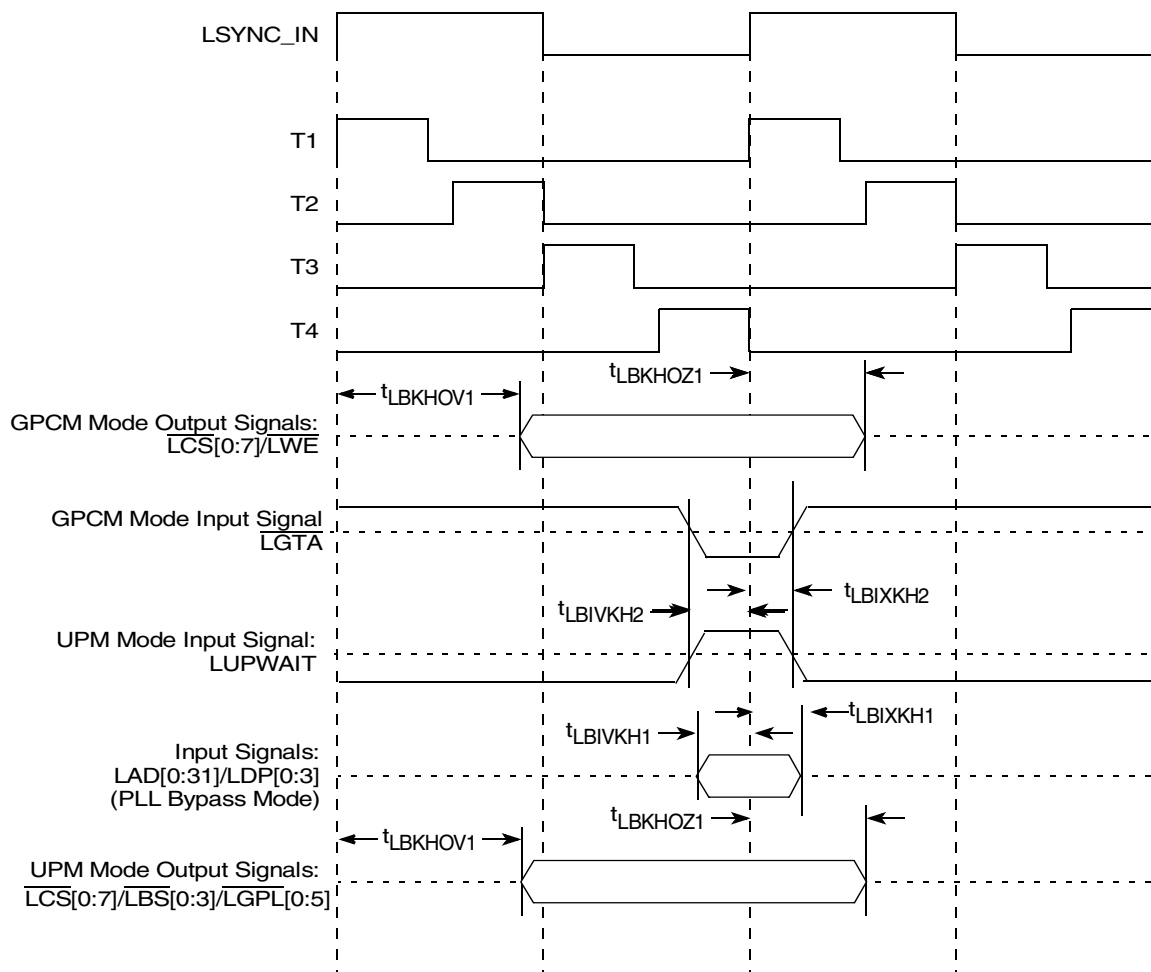 LSYNC_IN
T1
T2
T3
T4
tLBKHOZ1
tLBKHOV1
GPCM Mode Output Signals:
LCS[0:7]/LWE
GPCM Mode Input Signal
LGTA
tLBIXKH2
tLBIVKH2
UPM Mode Input Signal:
LUPWAIT
tLBIXKH1
tLBIVKH1
Input Signals:
LAD[0:31]/LDP[0:3]
(PLL Bypass Mode)
tLBKHOZ1
tLBKHOV1
UPM Mode Output Signals:
LCS[0:7]/LBS[0:3]/LGPL[0:5]